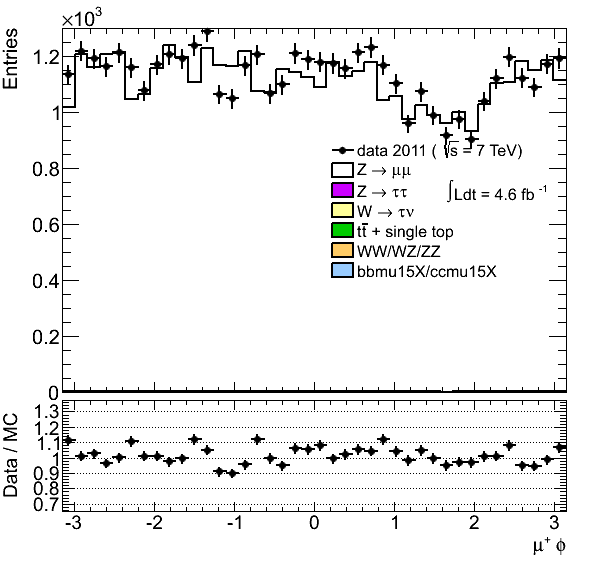 ×10³
Entries
1.2
1
0.8
0.6
0.4
0.2
0
data 2011 ( √s = 7 TeV)
Z → μμ
Z → ττ
∫Ldt = 4.6 fb⁻¹
W → τν
tt̄ + single top
WW/WZ/ZZ
bbmu15X/ccmu15X
Data / MC
1.3
1.2
1.1
1
0.9
0.8
0.7
-3 -2 -1 0 1 2 3
μ⁺ ϕ